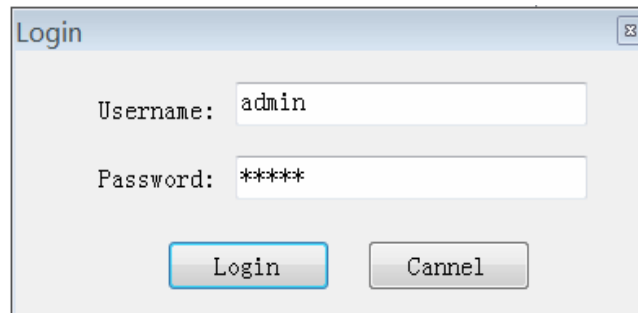 Login
Username: admin
Password: *****
Login Cannel